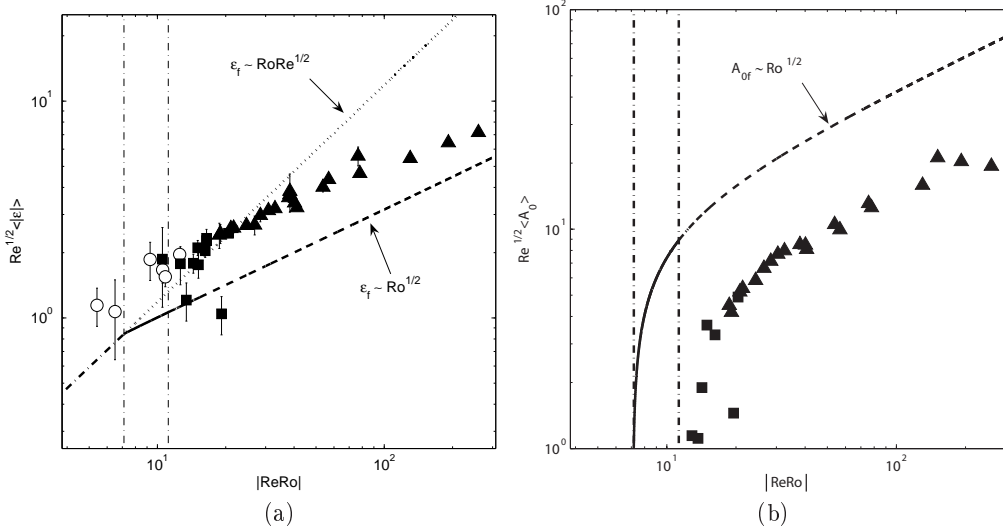 ε_f ~ RoRe^{1/2}
10^1
10^0
Re^{1/2}<|ε|>
ε_f ~ Ro^{1/2}
10^1
10^2
|ReRo|
(a)
10^2
A_{0f} ~ Ro^{1/2}
10^1
10^0
Re^{1/2}<A_0>
10^1
10^2
|ReRo|
(b)